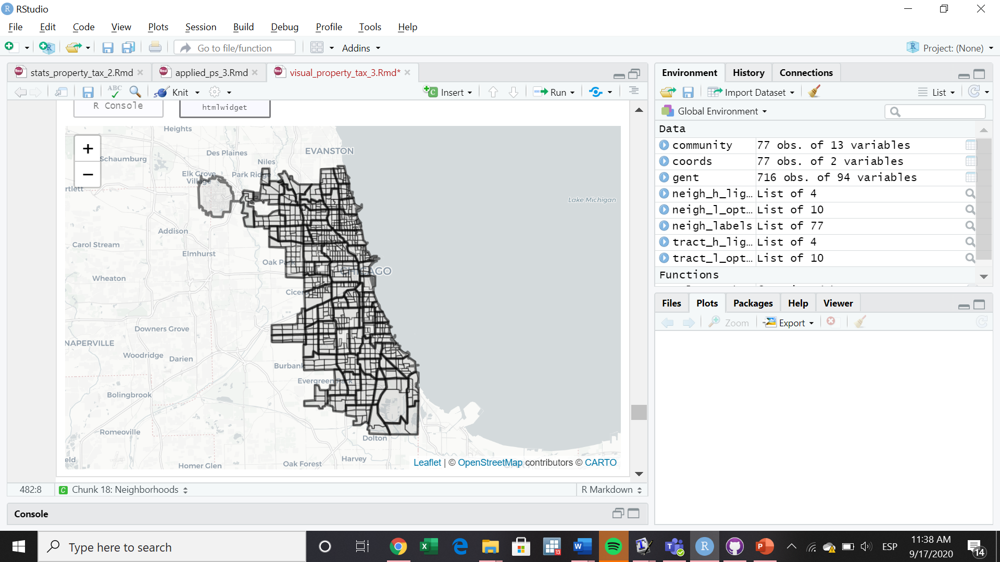 RStudio
File Edit Code View Plots Session Build Debug Profile Tools Help
Go to file/function Addins Project: (None)
stats_property_tax_2.Rmd applied_ps_3.Rmd visual_property_tax_3.Rmd*
ABC Knit Insert Run
R Console htmlwidget
+
−
Heights
EVANSTON
Des Plaines
Schaumburg
Niles
Elk Grove Village
Park Ridge
rtlett
Lake Michigan
Addison
Carol Stream
Elmhurst
Oak Park
CHICAGO
Wheaton
Cicero
Downers Grove
NAPERVILLE
Woodridge
Darien
Burbank
Evergreen Park
Bolingbrook
Romeoville
Dolton
eld
Homer Glen
Oak Forest
Harvey
Leaflet | © OpenStreetMap contributors © CARTO
482:8 Chunk 18: Neighborhoods R Markdown
Console
Environment History Connections
Import Dataset List
Global Environment
Data
community 77 obs. of 13 variables
coords 77 obs. of 2 variables
gent 716 obs. of 94 variables
neigh_h_lig… List of 4
neigh_l_opt… List of 10
neigh_labels List of 77
tract_h_lig… List of 4
tract_l_opt… List of 10
Functions
Files Plots Packages Help Viewer
Zoom Export
Type here to search
ESP
11:38 AM
9/17/2020
14